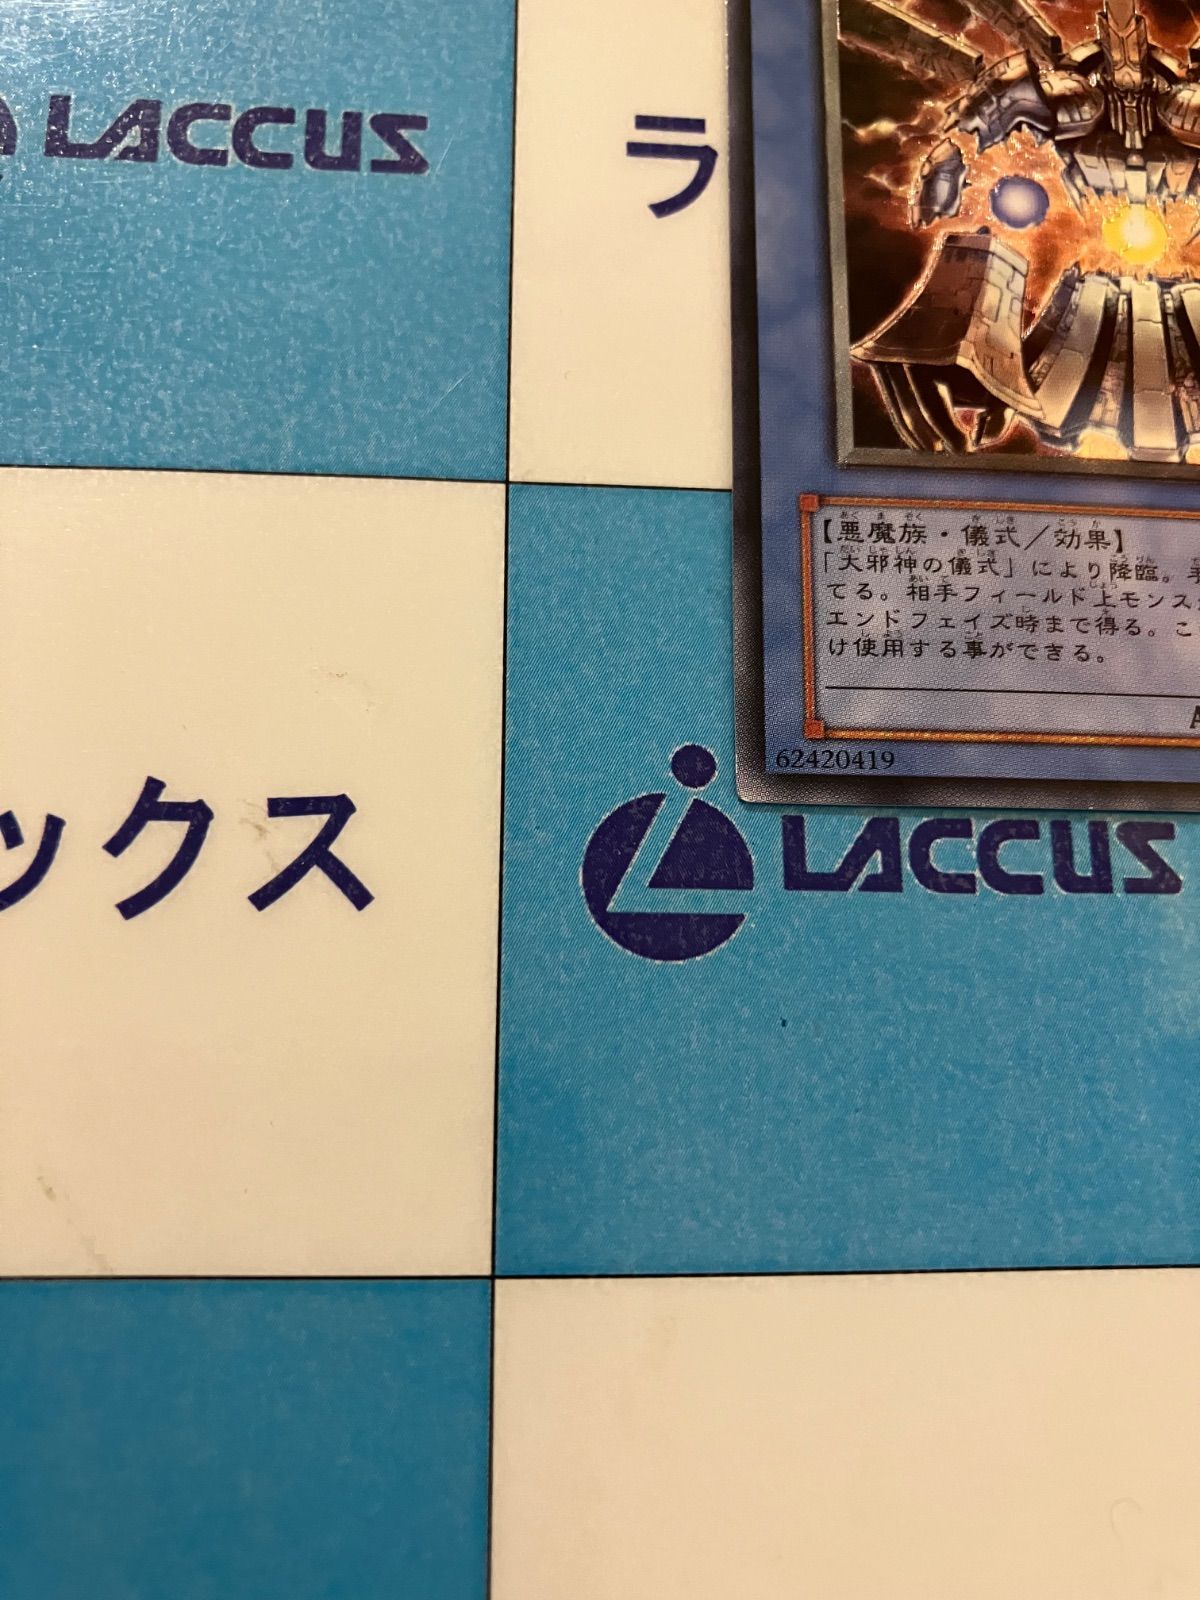 LACCUS
ラ
【悪魔族・儀式／効果】
「大邪神の儀式」により降臨。手
てる。相手フィールド上モンス
エンドフェイズ時まで得る。こ
け使用する事ができる。
A
62420419
ックス
LACCUS